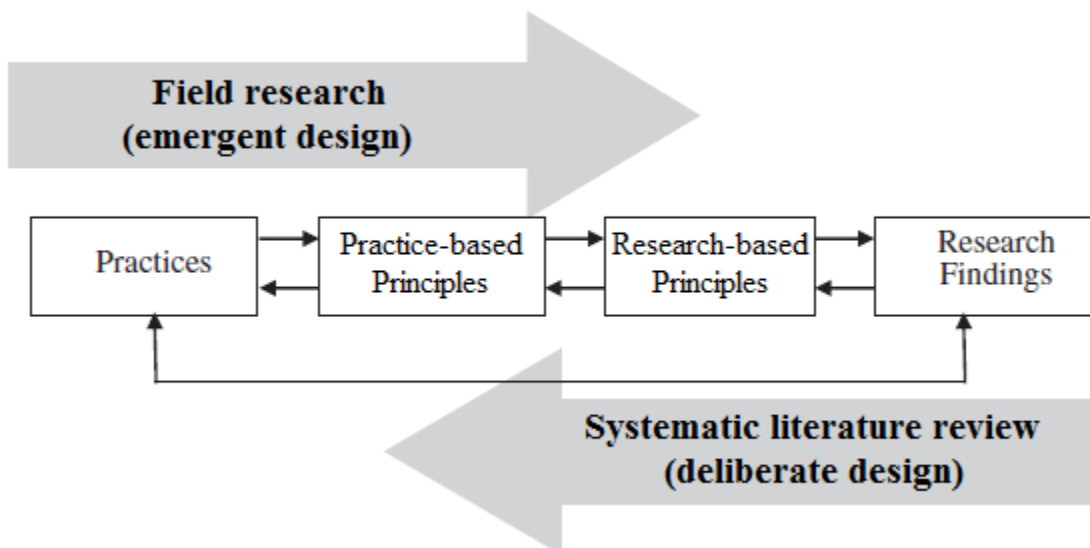 Field research
(emergent design)
Practices
Practice-based
Principles
Research-based
Principles
Research
Findings
Systematic literature review
(deliberate design)